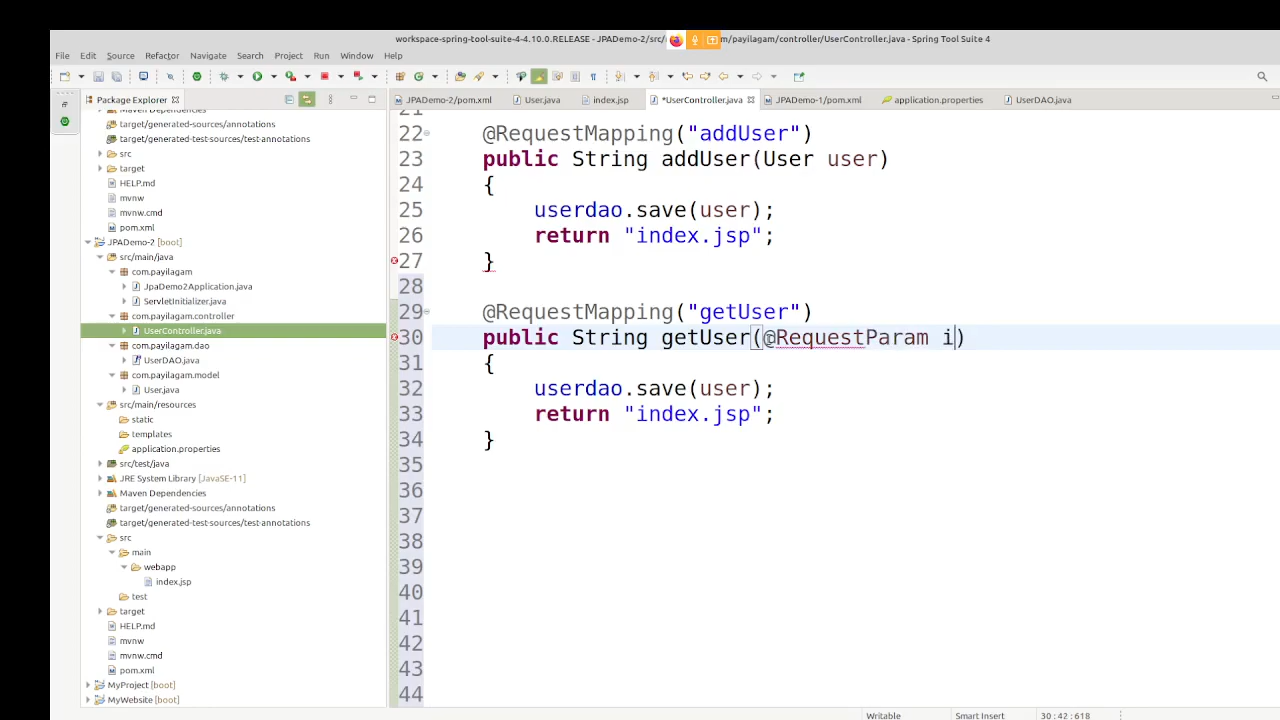 workspace-spring-tool-suite-4-4.10.0.RELEASE - JPADemo-2/src/ m/payilagam/controller/UserController.java - Spring Tool Suite 4
File Edit Source Refactor Navigate Search Project Run Window Help
Package Explorer
JPADemo-2/pom.xml User.java index.jsp *UserController.java JPADemo-1/pom.xml application.properties UserDAO.java
Maven Dependencies
target/generated-sources/annotations
target/generated-test-sources/test-annotations
src
target
HELP.md
mvnw
mvnw.cmd
pom.xml
JPADemo-2 [boot]
src/main/java
com.payilagam
JpaDemo2Application.java
ServletInitializer.java
com.payilagam.controller
UserController.java
com.payilagam.dao
UserDAO.java
com.payilagam.model
User.java
src/main/resources
static
templates
application.properties
src/test/java
JRE System Library [JavaSE-11]
Maven Dependencies
target/generated-sources/annotations
target/generated-test-sources/test-annotations
src
main
webapp
index.jsp
test
target
HELP.md
mvnw
mvnw.cmd
pom.xml
MyProject [boot]
MyWebsite [boot]
21
22 @RequestMapping("addUser")
23 public String addUser(User user)
24 {
25 userdao.save(user);
26 return "index.jsp";
27 }
28
29 @RequestMapping("getUser")
30 public String getUser(@RequestParam i)
31 {
32 userdao.save(user);
33 return "index.jsp";
34 }
35
36
37
38
39
40
41
42
43
44
Writable Smart Insert 30 : 42 : 618